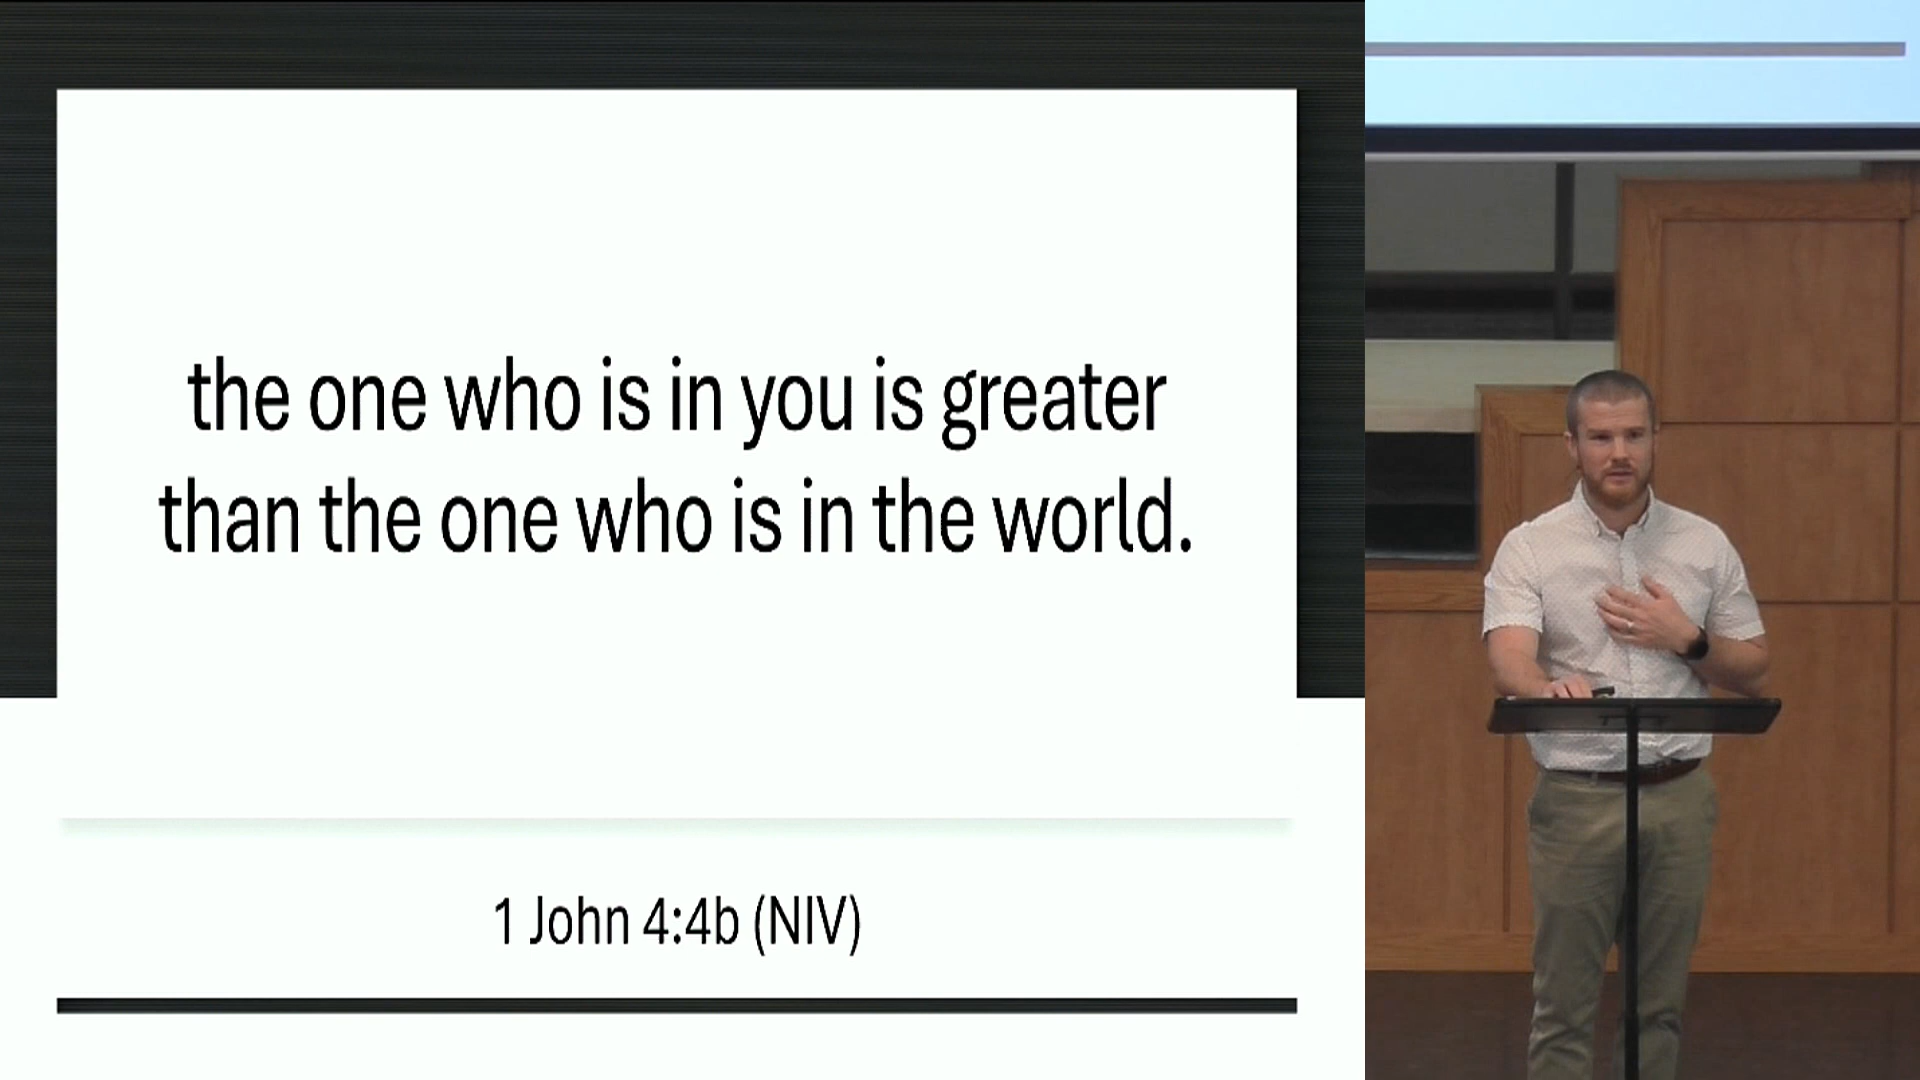 the one who is in you is greater
than the one who is in the world.
1 John 4:4b (NIV)